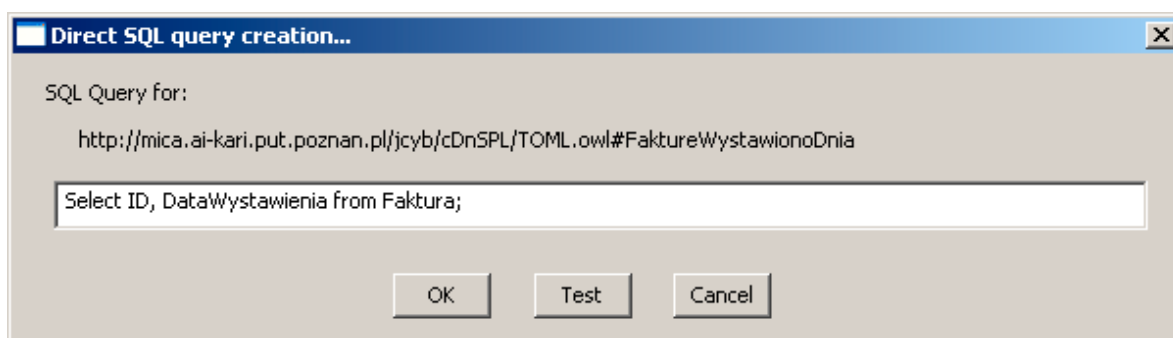 Direct SQL query creation...
SQL Query for:
http://mica.ai-kari.put.poznan.pl/jcyb/cDnSPL/TOML.owl#FaktureWystawionoDnia
Select ID, DataWystawienia from Faktura;
OK Test Cancel